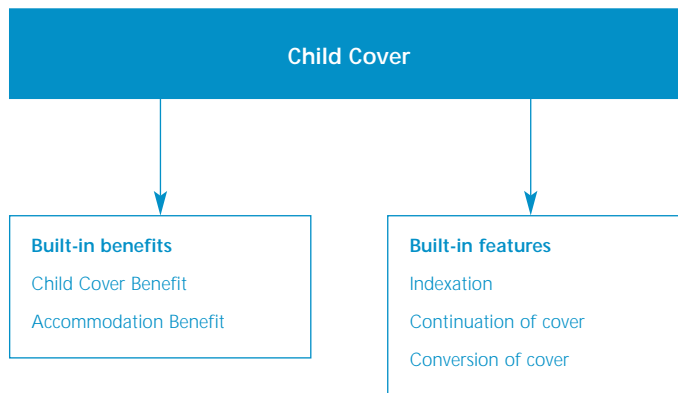 Child Cover
Built-in benefits
Child Cover Benefit
Accommodation Benefit
Built-in features
Indexation
Continuation of cover
Conversion of cover